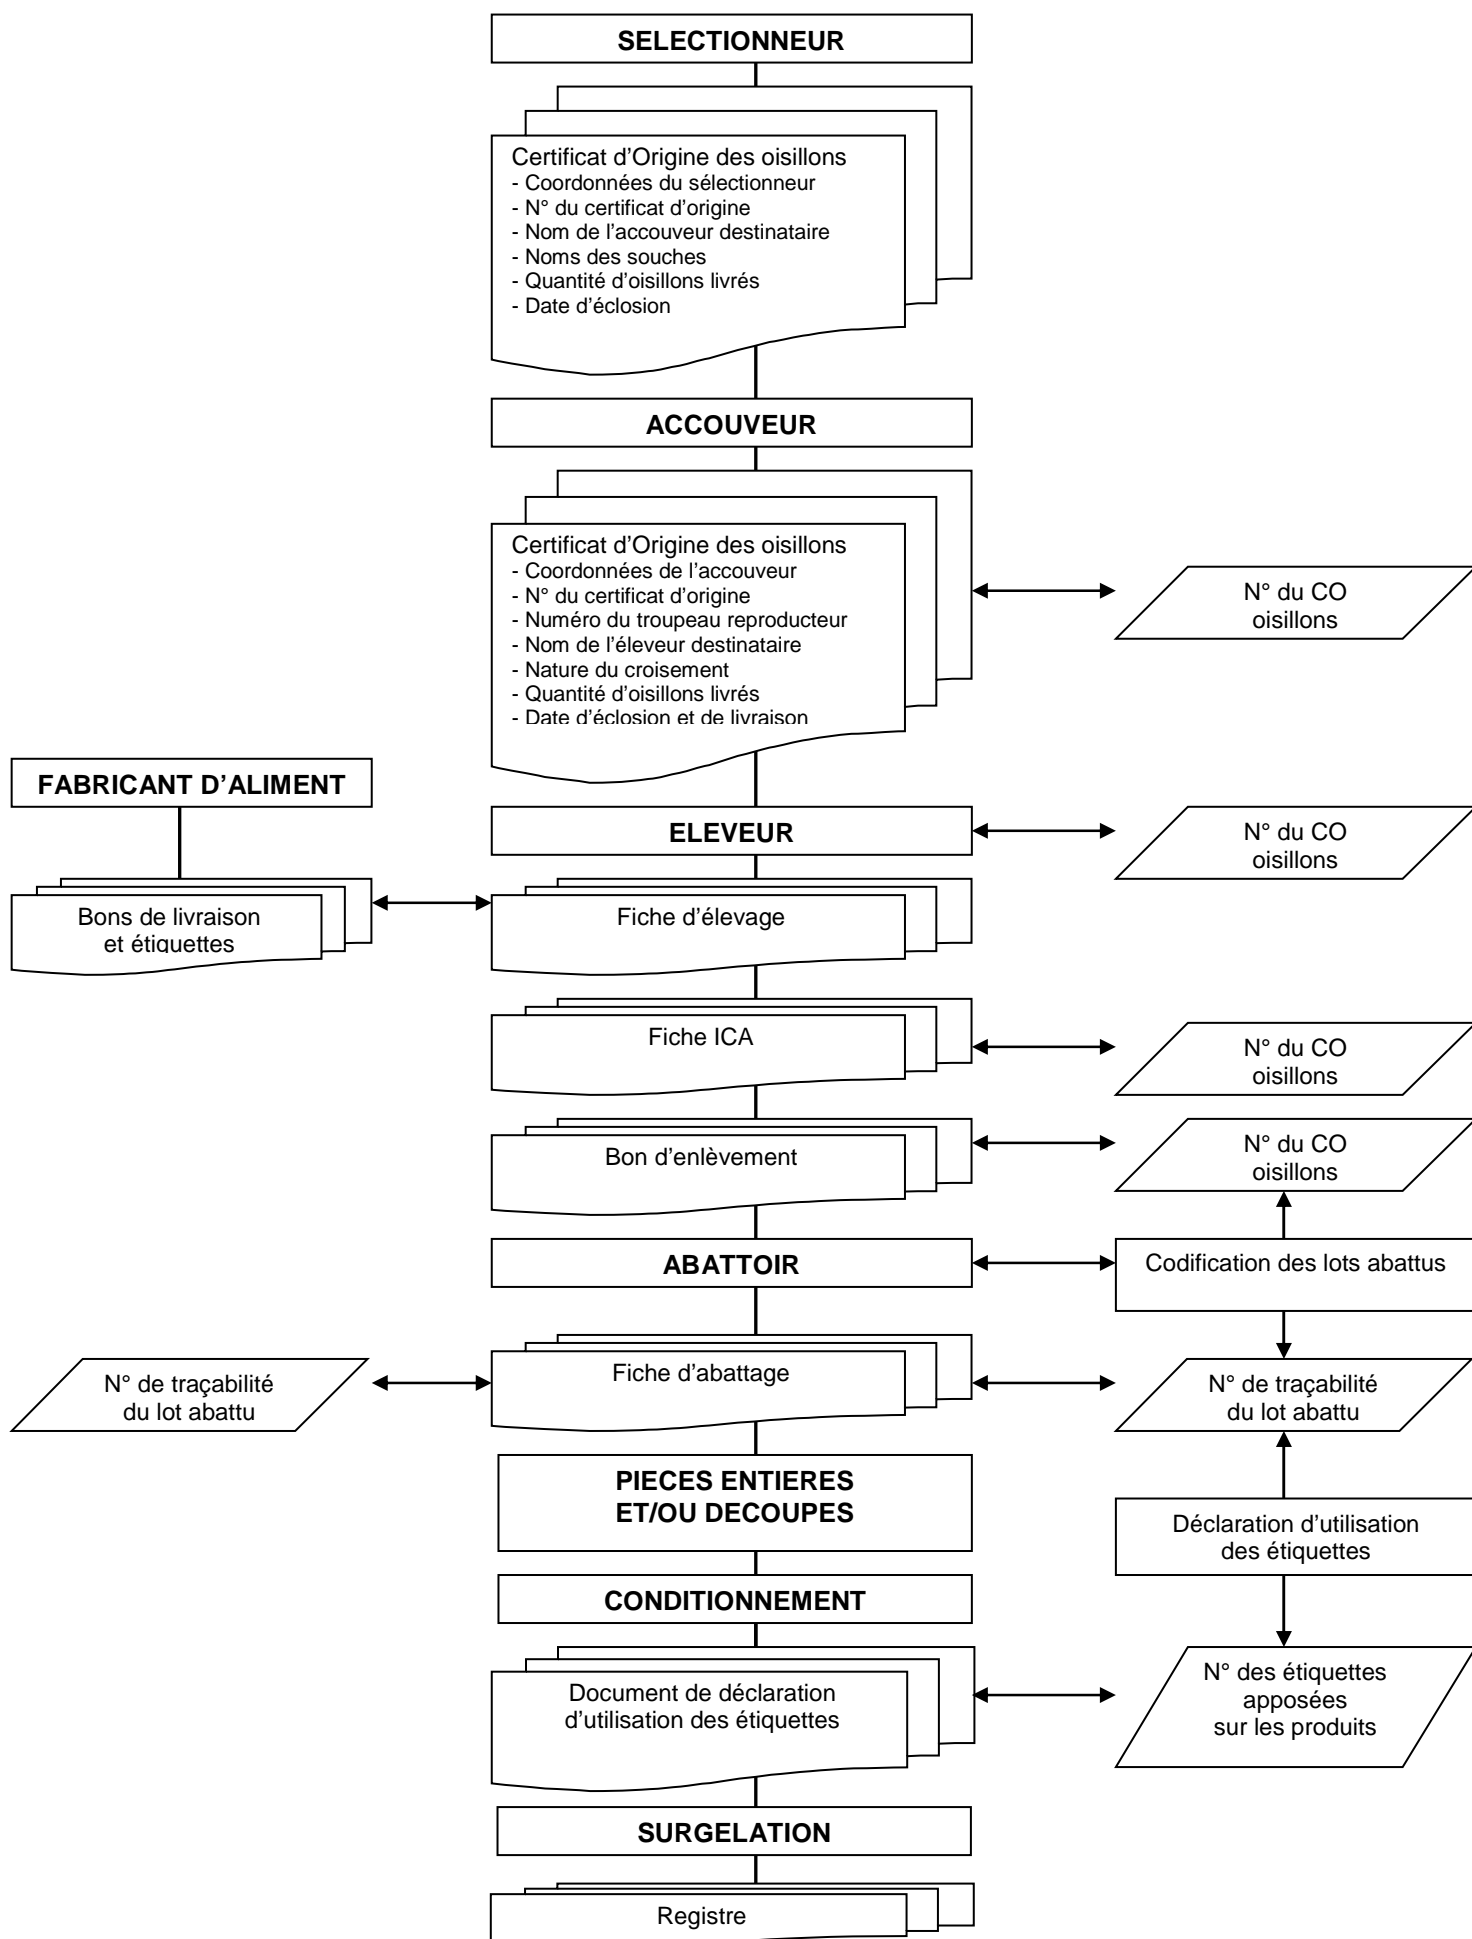 SELECTIONNEUR
Certificat d’Origine des oisillons
- Coordonnées du sélectionneur
- N° du certificat d’origine
- Nom de l’accouveur destinataire
- Noms des souches
- Quantité d’oisillons livrés
- Date d’éclosion
ACCOUVEUR
Certificat d’Origine des oisillons
- Coordonnées de l’accouveur
- N° du certificat d’origine
- Numéro du troupeau reproducteur
- Nom de l’éleveur destinataire
- Nature du croisement
- Quantité d’oisillons livrés
- Date d’éclosion et de livraison
N° du CO
oisillons
FABRICANT D’ALIMENT
ELEVEUR
N° du CO
oisillons
Bons de livraison
et étiquettes
Fiche d’élevage
Fiche ICA
N° du CO
oisillons
Bon d’enlèvement
N° du CO
oisillons
ABATTOIR
Codification des lots abattus
N° de traçabilité
du lot abattu
Fiche d’abattage
N° de traçabilité
du lot abattu
PIECES ENTIERES
ET/OU DECOUPES
Déclaration d’utilisation
des étiquettes
CONDITIONNEMENT
Document de déclaration
d’utilisation des étiquettes
N° des étiquettes
apposées
sur les produits
SURGELATION
Registre